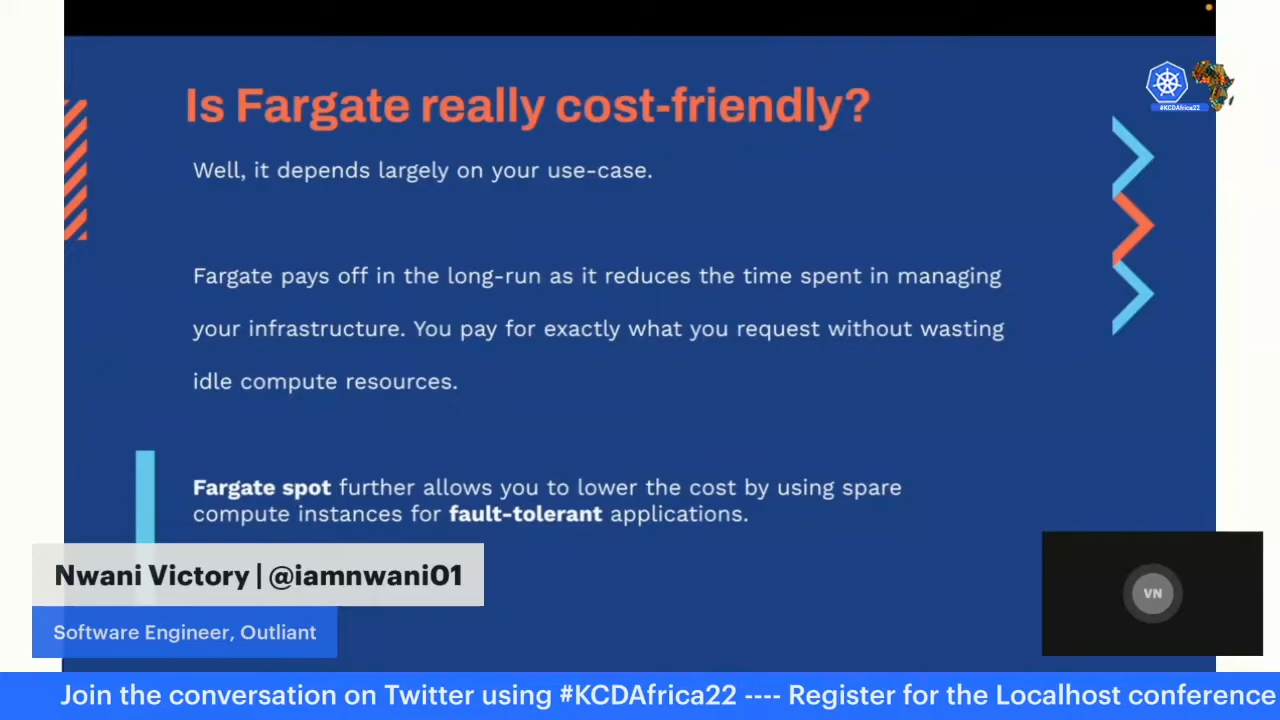 Is Fargate really cost-friendly?
#KCDAfrica22
Well, it depends largely on your use-case.
Fargate pays off in the long-run as it reduces the time spent in managing
your infrastructure. You pay for exactly what you request without wasting
idle compute resources.
Fargate spot further allows you to lower the cost by using spare
compute instances for fault-tolerant applications.
Nwani Victory | @iamnwani01
VN
Software Engineer, Outliant
Join the conversation on Twitter using #KCDAfrica22 ---- Register for the Localhost conference